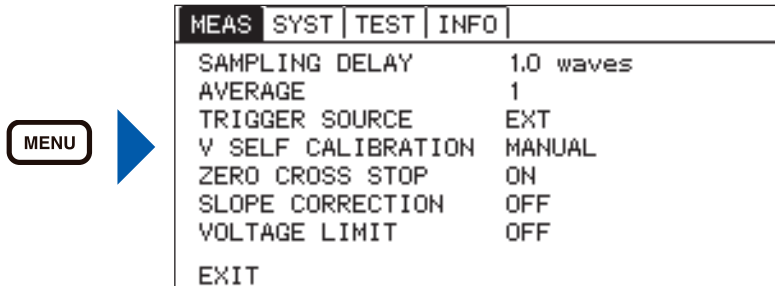 MENU
MEAS SYST TEST INFO
SAMPLING DELAY 1.0 waves
AVERAGE 1
TRIGGER SOURCE EXT
V SELF CALIBRATION MANUAL
ZERO CROSS STOP ON
SLOPE CORRECTION OFF
VOLTAGE LIMIT OFF
EXIT